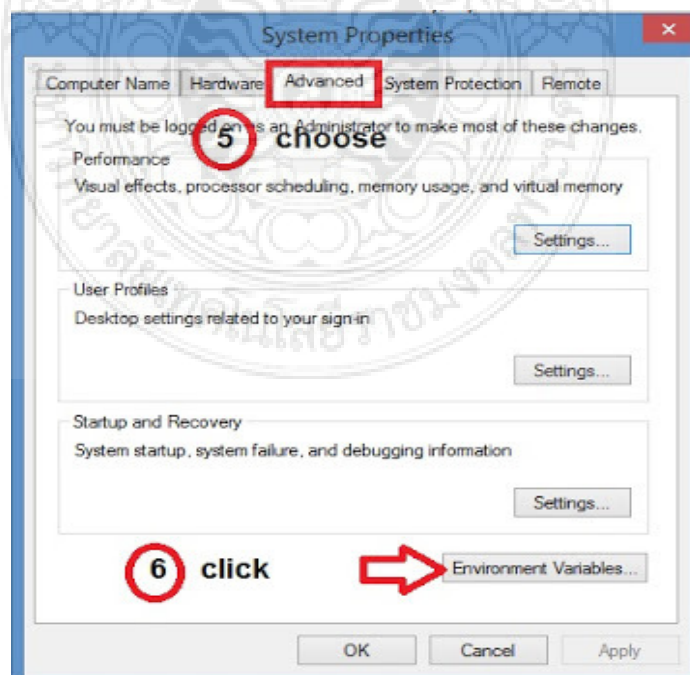 System Properties
Computer Name Hardware Advanced System Protection Remote
You must be logged on as an Administrator to make most of these changes.
5 choose
Performance
Visual effects, processor scheduling, memory usage, and virtual memory
Settings...
User Profiles
Desktop settings related to your sign-in
Settings...
Startup and Recovery
System startup, system failure, and debugging information
Settings...
6 click
Environment Variables...
OK Cancel Apply